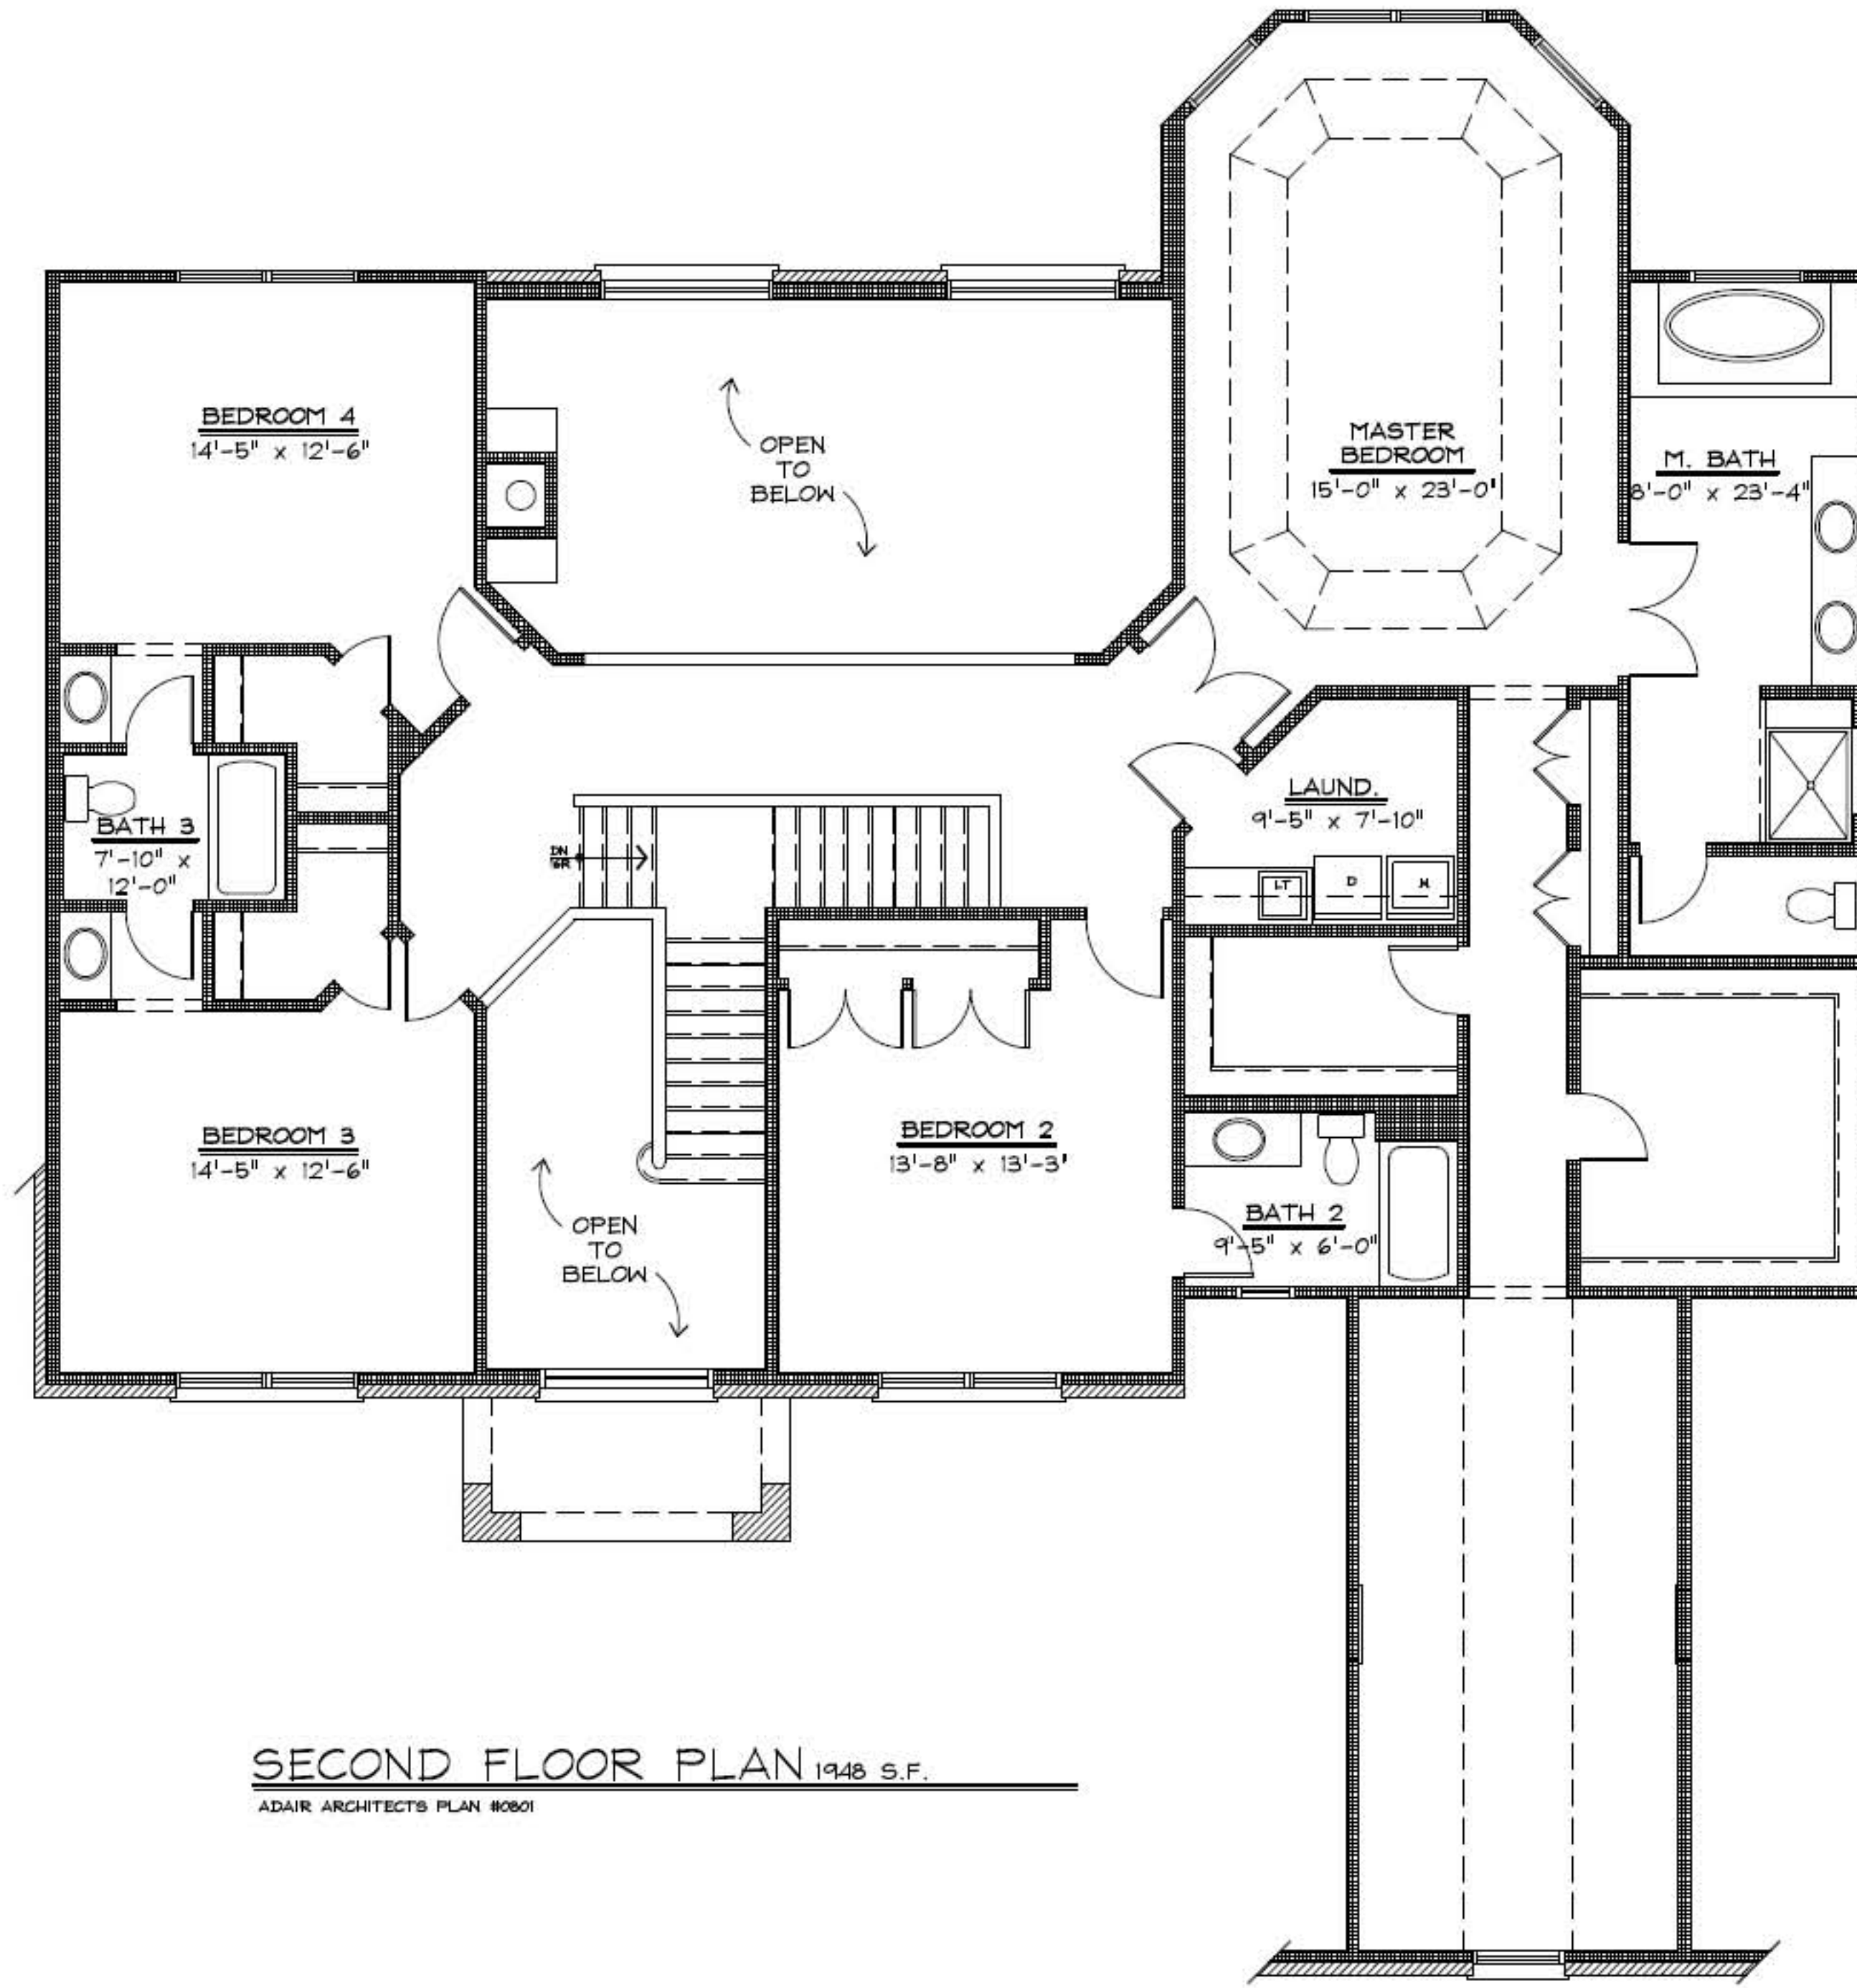 BEDROOM 4
14'-5" x 12'-6"
OPEN
TO
BELOW
MASTER
BEDROOM
15'-0" x 23'-0"
M. BATH
8'-0" x 23'-4"
BATH 3
7'-10" x
12'-0"
DN
LAUND.
9'-5" x 7'-10"
LT
D
W
BEDROOM 3
14'-5" x 12'-6"
OPEN
TO
BELOW
BEDROOM 2
13'-8" x 13'-3"
BATH 2
9'-5" x 6'-0"
SECOND FLOOR PLAN 1948 S.F.
ADAIR ARCHITECTS PLAN #0801